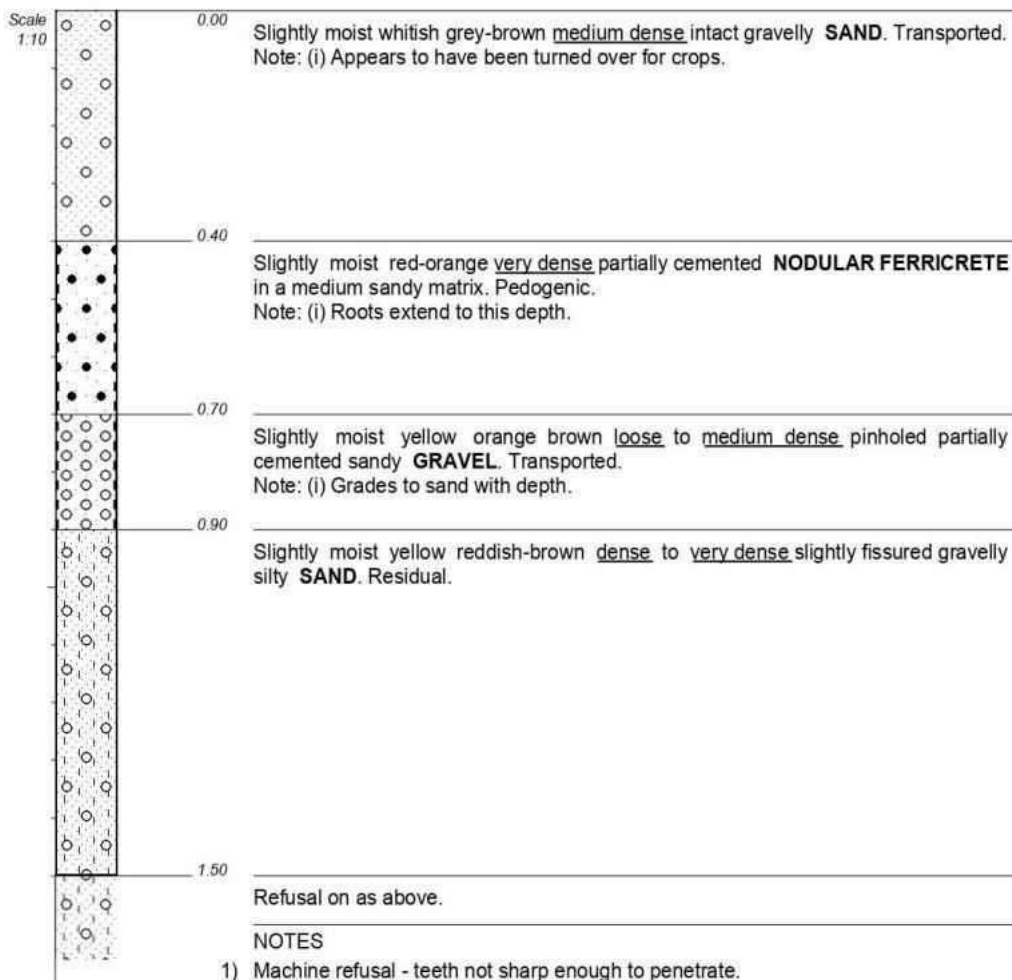 Scale
1:10
0.00
Slightly moist whitish grey-brown medium dense intact gravelly SAND. Transported.
Note: (i) Appears to have been turned over for crops.
0.40
Slightly moist red-orange very dense partially cemented NODULAR FERRICRETE
in a medium sandy matrix. Pedogenic.
Note: (i) Roots extend to this depth.
0.70
Slightly moist yellow orange brown loose to medium dense pinholed partially
cemented sandy GRAVEL. Transported.
Note: (i) Grades to sand with depth.
0.90
Slightly moist yellow reddish-brown dense to very dense slightly fissured gravelly
silty SAND. Residual.
1.50
Refusal on as above.
NOTES
1) Machine refusal - teeth not sharp enough to penetrate.